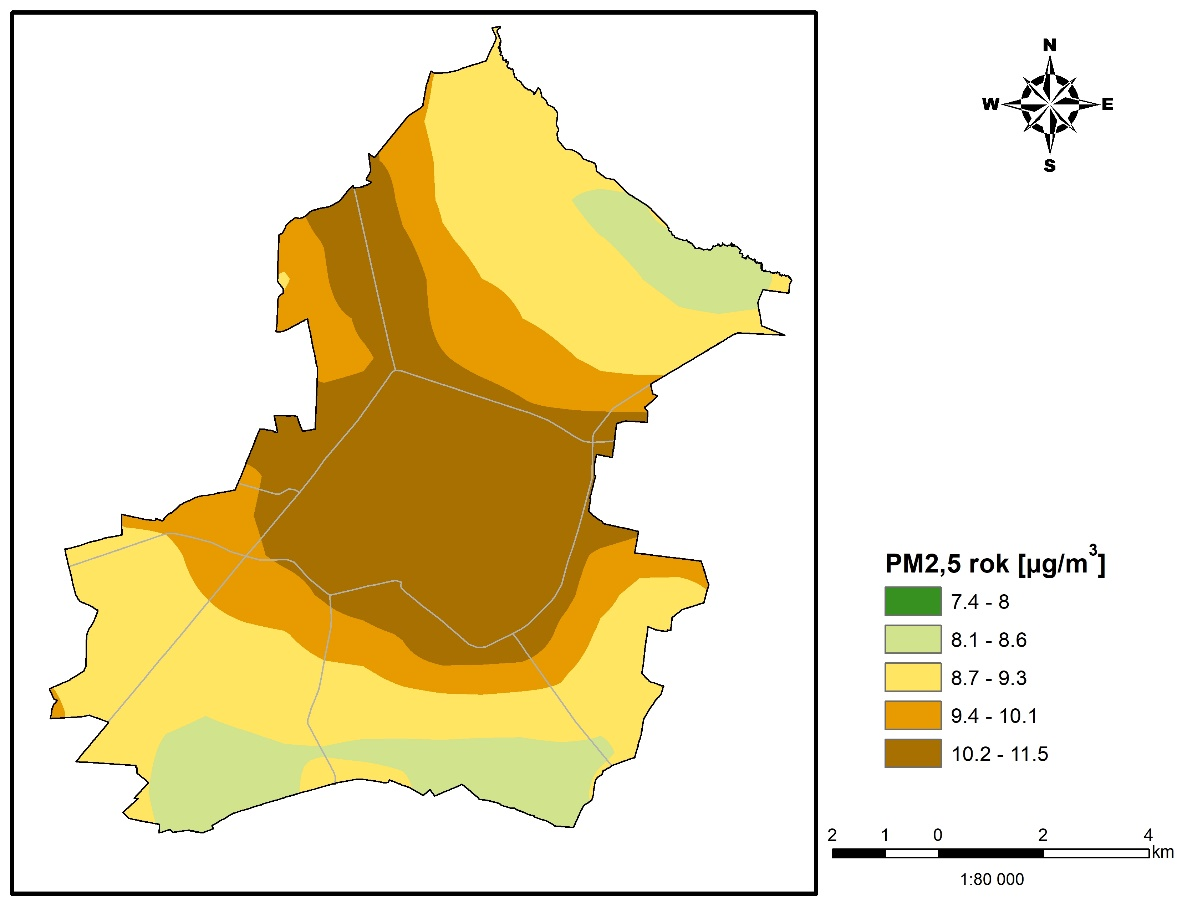 N
W E
S
PM2,5 rok [µg/m³]
7.4 - 8
8.1 - 8.6
8.7 - 9.3
9.4 - 10.1
10.2 - 11.5
2 1 0 2 4
km
1:80 000